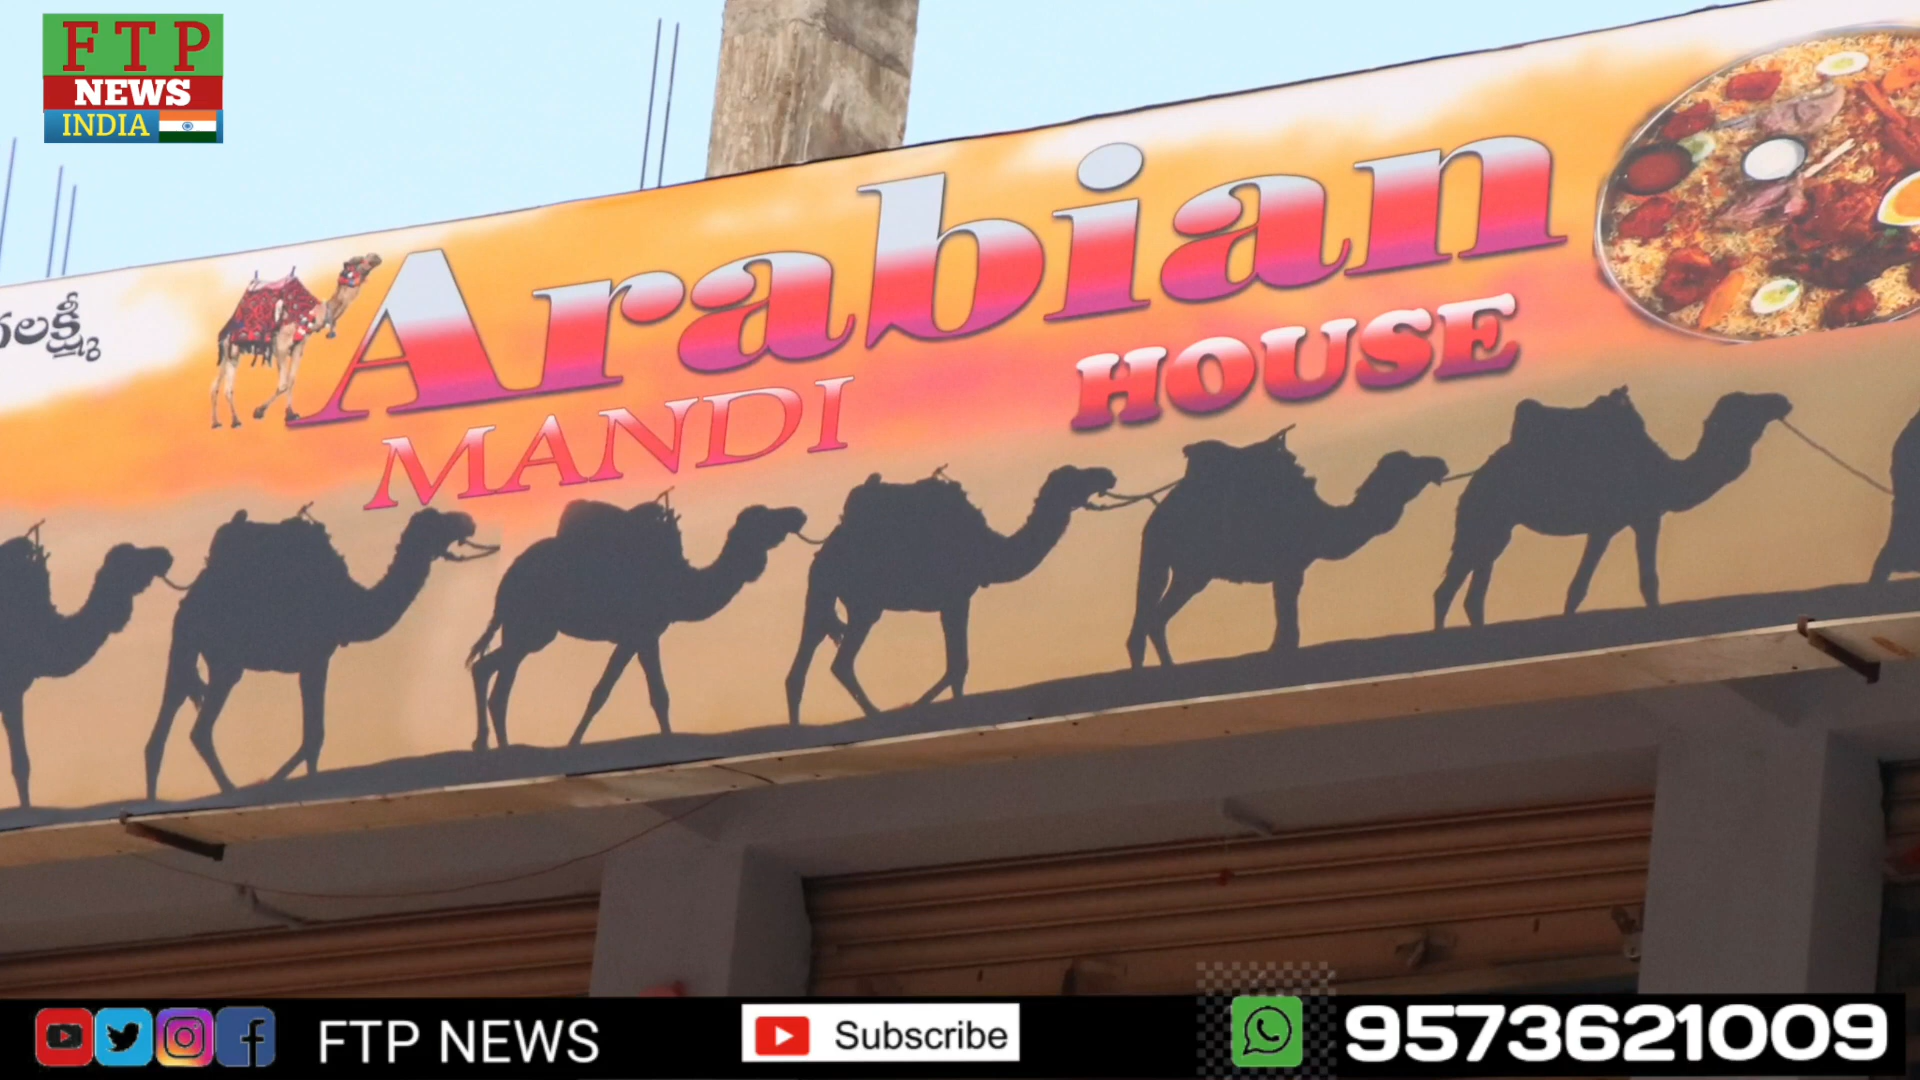 FTP
NEWS
INDIA
Arabian
MANDI HOUSE
FTP NEWS
Subscribe
9573621009